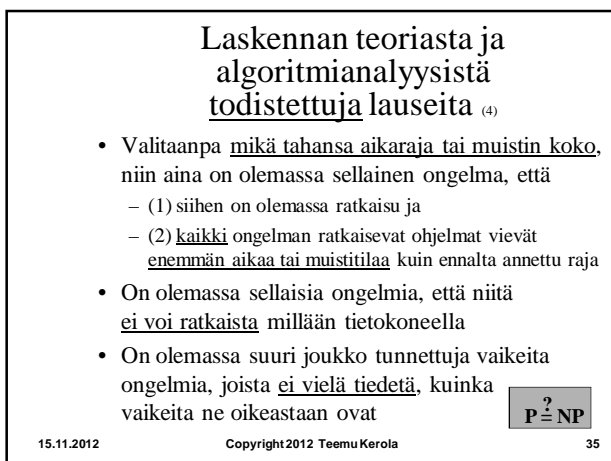 Laskennan teoriasta ja
algoritmianalyysistä
todistettuja lauseita (4)
• Valitaanpa mikä tahansa aikaraja tai muistin koko,
niin aina on olemassa sellainen ongelma, että
– (1) siihen on olemassa ratkaisu ja
– (2) kaikki ongelman ratkaisevat ohjelmat vievät
enemmän aikaa tai muistitilaa kuin ennalta annettu raja
• On olemassa sellaisia ongelmia, että niitä
ei voi ratkaista millään tietokoneella
• On olemassa suuri joukko tunnettuja vaikeita
ongelmia, joista ei vielä tiedetä, kuinka
vaikeita ne oikeastaan ovat
P ≟ NP
15.11.2012 Copyright 2012 Teemu Kerola 35